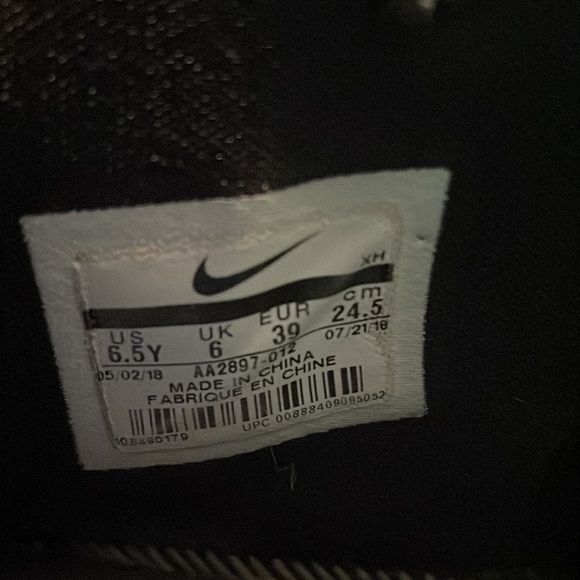 XH
US UK EUR cm
6.5Y 6 39 24.5
05/02/18 07/21/18
AA2897-012
MADE IN CHINA
FABRIQUE EN CHINE
UPC 00888409095052